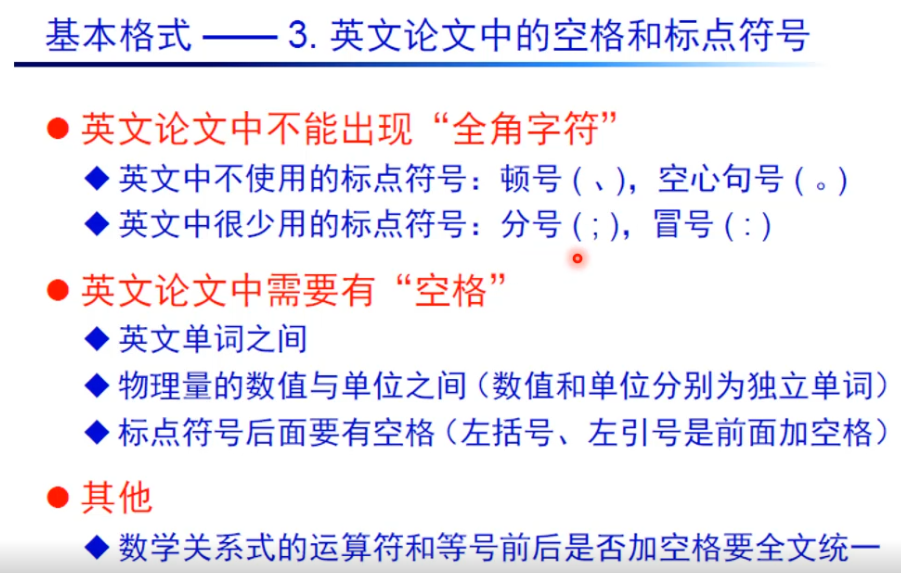 基本格式 —— 3. 英文论文中的空格和标点符号
● 英文论文中不能出现“全角字符”
◆ 英文中不使用的标点符号：顿号 ( 、)，空心句号 ( 。)
◆ 英文中很少用的标点符号：分号 ( ; )，冒号 ( : )
● 英文论文中需要有“空格”
◆ 英文单词之间
◆ 物理量的数值与单位之间（数值和单位分别为独立单词）
◆ 标点符号后面要有空格（左括号、左引号是前面加空格）
● 其他
◆ 数学关系式的运算符和等号前后是否加空格要全文统一